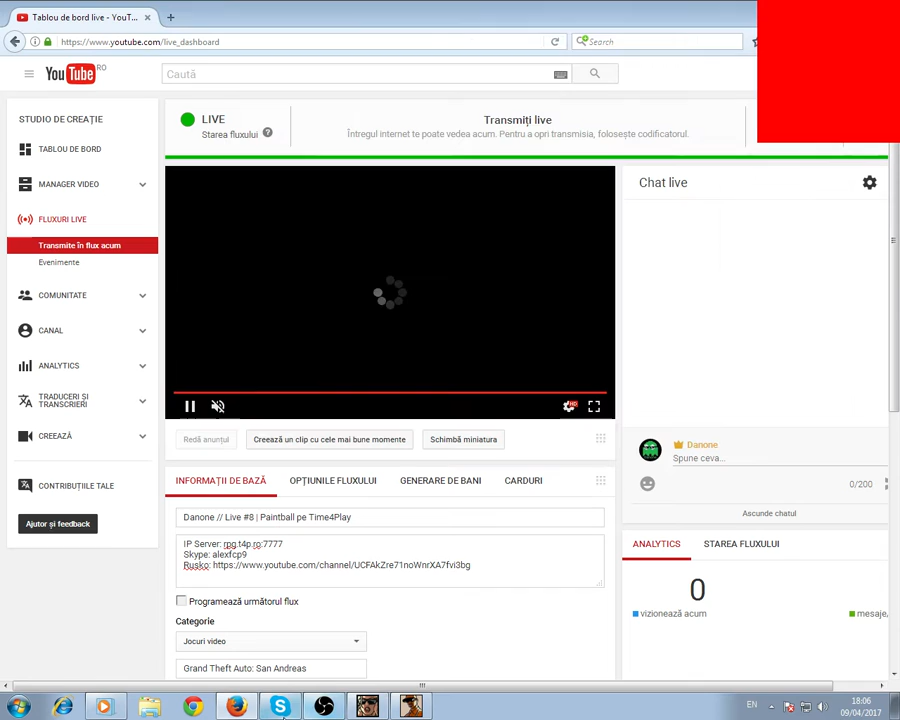 Tablou de bord live - YouT...
https://www.youtube.com/live_dashboard
Search
YouTube RO
Caută
STUDIO DE CREAȚIE
TABLOU DE BORD
MANAGER VIDEO
FLUXURI LIVE
Transmite în flux acum
Evenimente
COMUNITATE
CANAL
ANALYTICS
TRADUCERI ȘI
TRANSCRIERI
CREEAZĂ
CONTRIBUȚIILE TALE
Ajutor și feedback
LIVE
Starea fluxului
Transmiți live
Întregul internet te poate vedea acum. Pentru a opri transmisia, folosește codificatorul.
HD
Redă anunțul
Creează un clip cu cele mai bune momente
Schimbă miniatura
INFORMAȚII DE BAZĂ
OPȚIUNILE FLUXULUI
GENERARE DE BANI
CARDURI
Danone // Live #8 | Paintball pe Time4Play
IP Server: rpg.t4p.ro:7777
Skype: alexfcp9
Rusko: https://www.youtube.com/channel/UCFAkZre71noWnrXA7fvi3bg
Programează următorul flux
Categorie
Jocuri video
Grand Theft Auto: San Andreas
Chat live
Danone
Spune ceva...
0/200
Ascunde chatul
ANALYTICS
STAREA FLUXULUI
0
vizionează acum
mesaje,
EN
18:06
09/04/2017